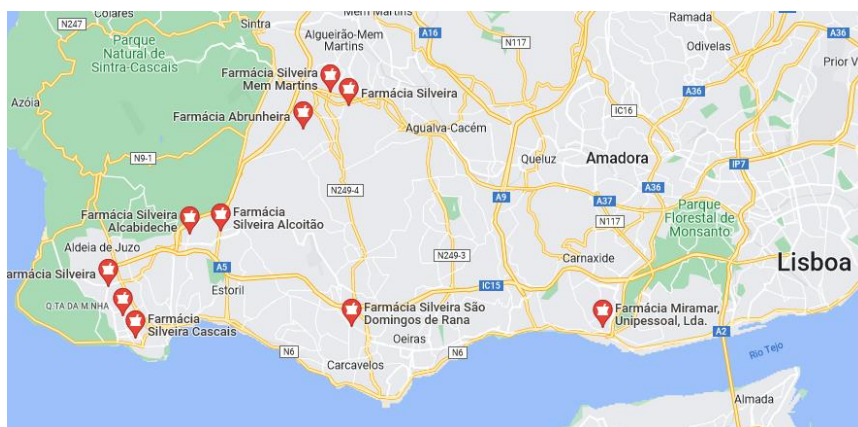 Colares
N247
Sintra
Mem Martins
A16
Ramada
A36
Algueirão-Mem
Martins
N117
Odivelas
Parque
Natural de
Sintra-Cascais
Prior V
Farmácia Silveira
Mem Martins
Farmácia Silveira
A36
Azóia
Farmácia Abrunheira
Agualva-Cacém
IC16
N9-1
Queluz
Amadora
IP7
N249-4
A9
A37
A36
N117
Parque
Florestal de
Monsanto
Farmácia Silveira
Alcabideche
Farmácia
Silveira Alcoitão
Aldeia de Juzo
N249-3
Carnaxide
Lisboa
armácia Silveira
A5
Estoril
IC15
Q.TA DA M NHA
Farmácia
Silveira Cascais
Farmácia Silveira São
Domingos de Rana
Farmácia Miramar,
Unipessoal, Lda.
Oeiras
A2
N6
N6
Carcavelos
Rio Tejo
Almada